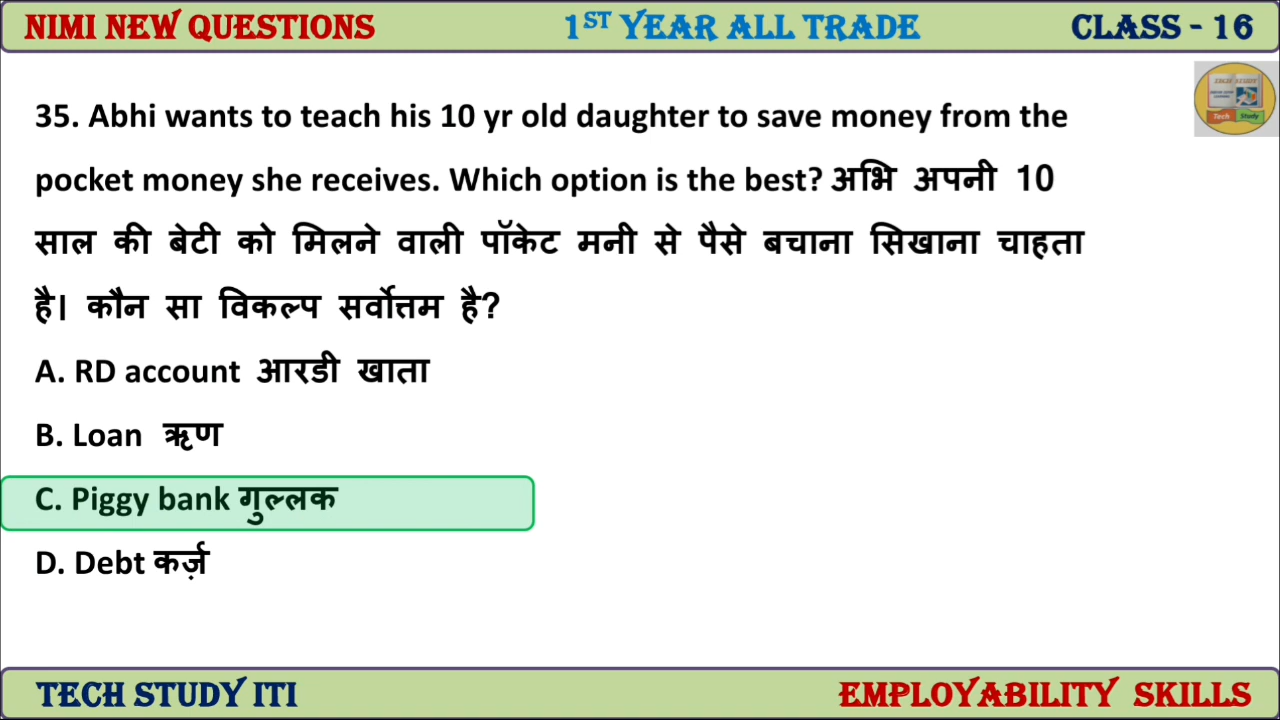 NIMI NEW QUESTIONS 1ST YEAR ALL TRADE CLASS - 16
TECH STUDY
Tech Study
35. Abhi wants to teach his 10 yr old daughter to save money from the
pocket money she receives. Which option is the best? अभि अपनी 10
साल की बेटी को मिलने वाली पॉकेट मनी से पैसे बचाना सिखाना चाहता
है। कौन सा विकल्प सर्वोत्तम है?
A. RD account आरडी खाता
B. Loan ऋण
C. Piggy bank गुल्लक
D. Debt कर्ज़
TECH STUDY ITI EMPLOYABILITY SKILLS